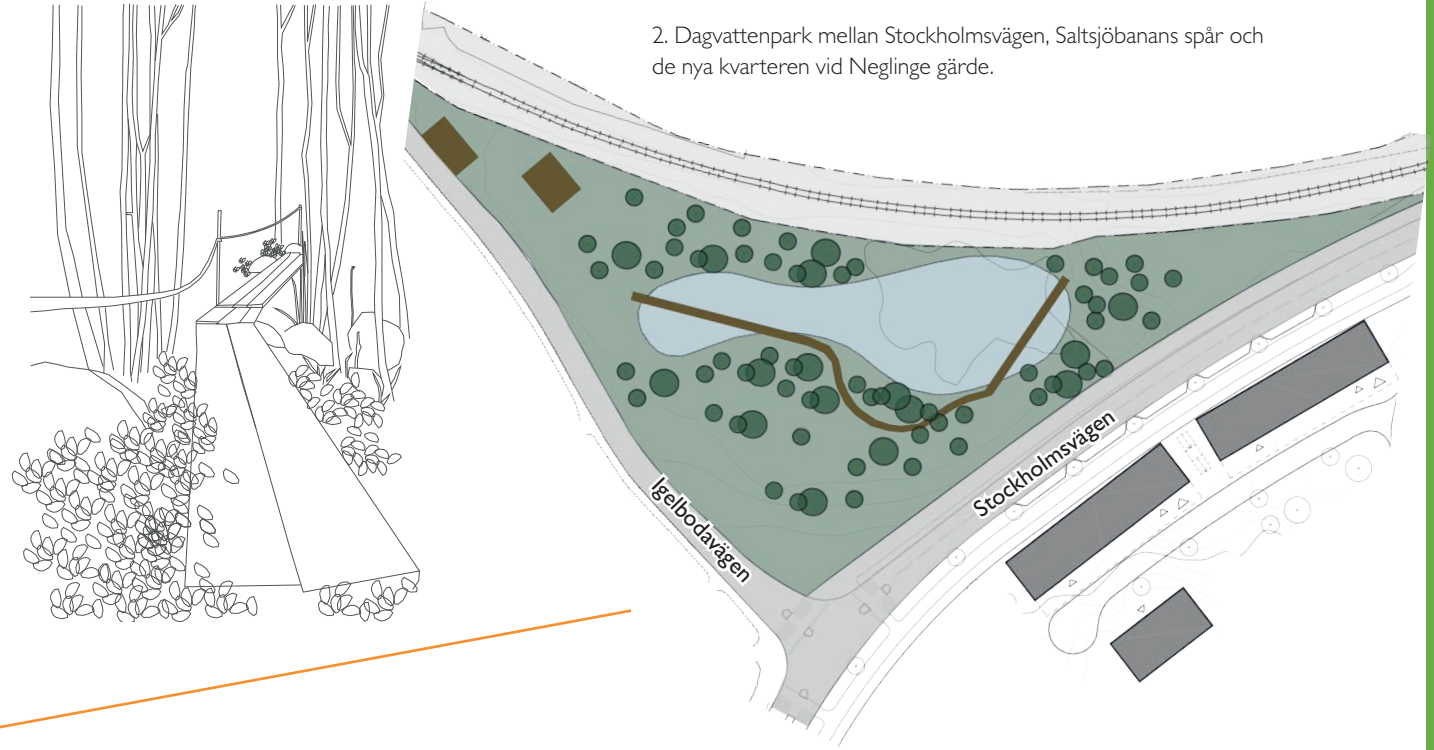 2. Dagvattenpark mellan Stockholmsvägen, Saltsjöbanans spår och
de nya kvarteren vid Neglinge gärde.
Igelbodavägen
Stockholmsvägen